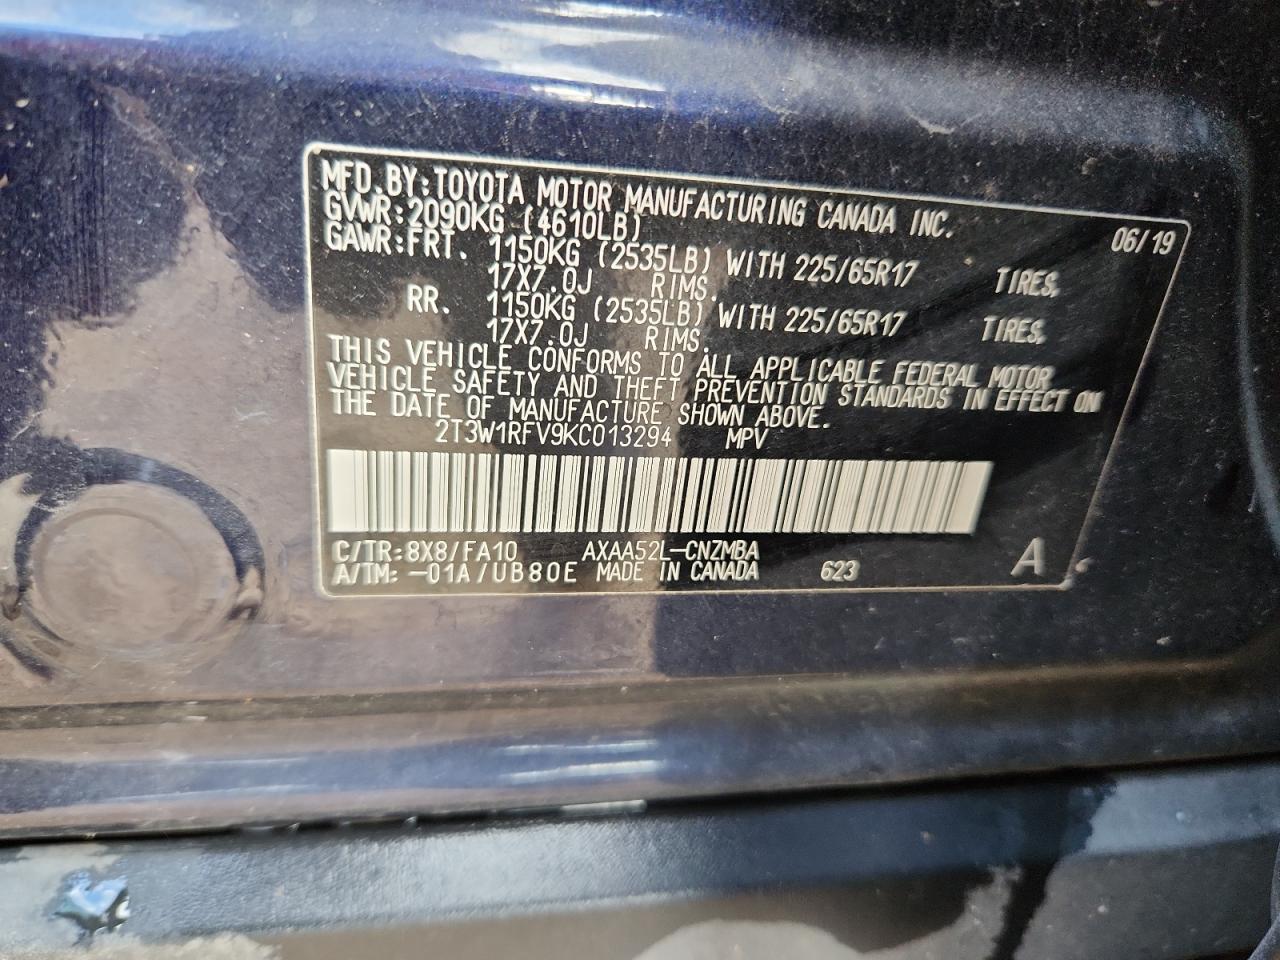 MFD.BY:TOYOTA MOTOR MANUFACTURING CANADA INC.
GVWR:2090KG (4610LB) 06/19
GAWR:FRT. 1150KG (2535LB) WITH 225/65R17 TIRES,
17X7.0J RIMS.
RR. 1150KG (2535LB) WITH 225/65R17 TIRES,
17X7.0J RIMS.
THIS VEHICLE CONFORMS TO ALL APPLICABLE FEDERAL MOTOR
VEHICLE SAFETY AND THEFT PREVENTION STANDARDS IN EFFECT ON
THE DATE OF MANUFACTURE SHOWN ABOVE.
2T3W1RFV9KC013294 MPV
C/TR:8X8/FA10 AXAA52L-CNZMBA
A/TM:-01A/UB80E MADE IN CANADA 623 A